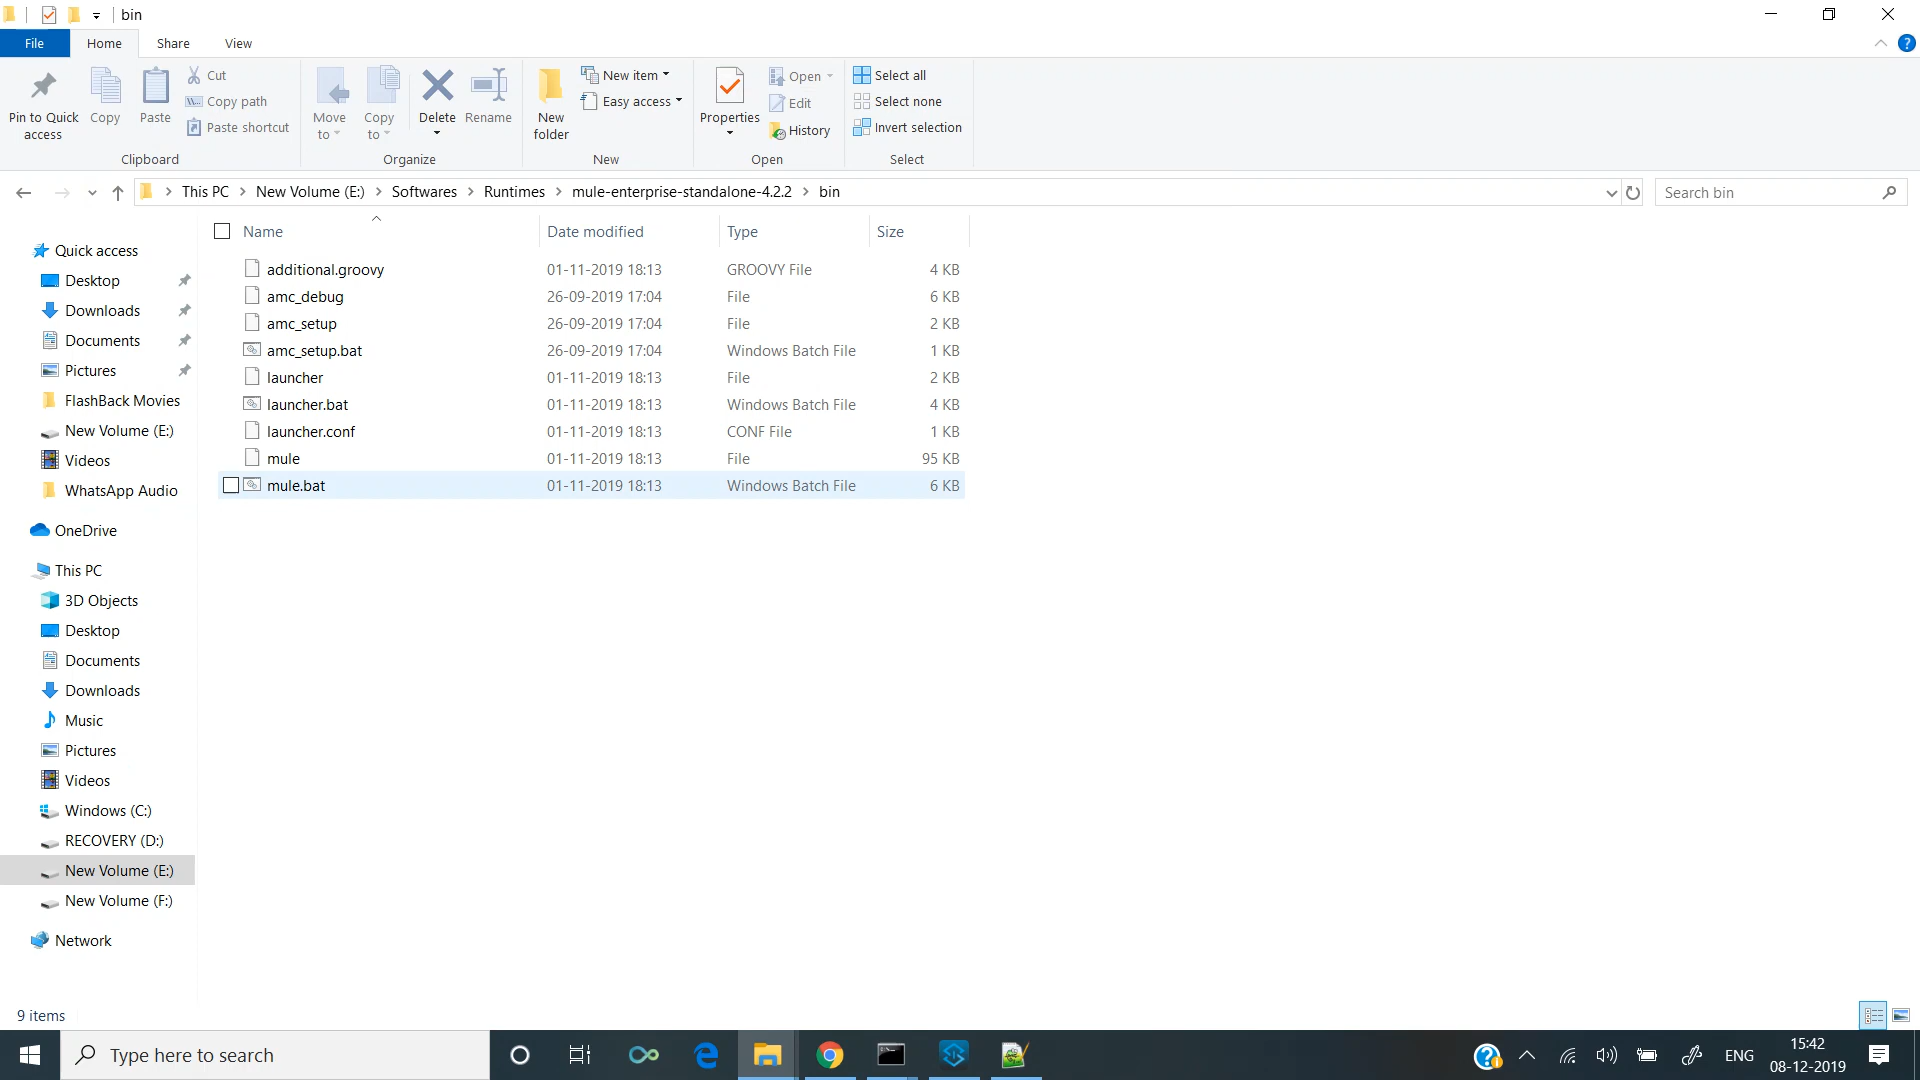 bin
File Home Share View
Pin to Quick access
Copy
Paste
Cut
Copy path
Paste shortcut
Clipboard
Move to
Copy to
Delete
Rename
Organize
New folder
New item
Easy access
New
Properties
Open
Edit
History
Open
Select all
Select none
Invert selection
Select
This PC > New Volume (E:) > Softwares > Runtimes > mule-enterprise-standalone-4.2.2 > bin
Search bin
Name Date modified Type Size
additional.groovy 01-11-2019 18:13 GROOVY File 4 KB
amc_debug 26-09-2019 17:04 File 6 KB
amc_setup 26-09-2019 17:04 File 2 KB
amc_setup.bat 26-09-2019 17:04 Windows Batch File 1 KB
launcher 01-11-2019 18:13 File 2 KB
launcher.bat 01-11-2019 18:13 Windows Batch File 4 KB
launcher.conf 01-11-2019 18:13 CONF File 1 KB
mule 01-11-2019 18:13 File 95 KB
mule.bat 01-11-2019 18:13 Windows Batch File 6 KB
Quick access
Desktop
Downloads
Documents
Pictures
FlashBack Movies
New Volume (E:)
Videos
WhatsApp Audio
OneDrive
This PC
3D Objects
Desktop
Documents
Downloads
Music
Pictures
Videos
Windows (C:)
RECOVERY (D:)
New Volume (E:)
New Volume (F:)
Network
9 items
Type here to search
ENG
15:42
08-12-2019